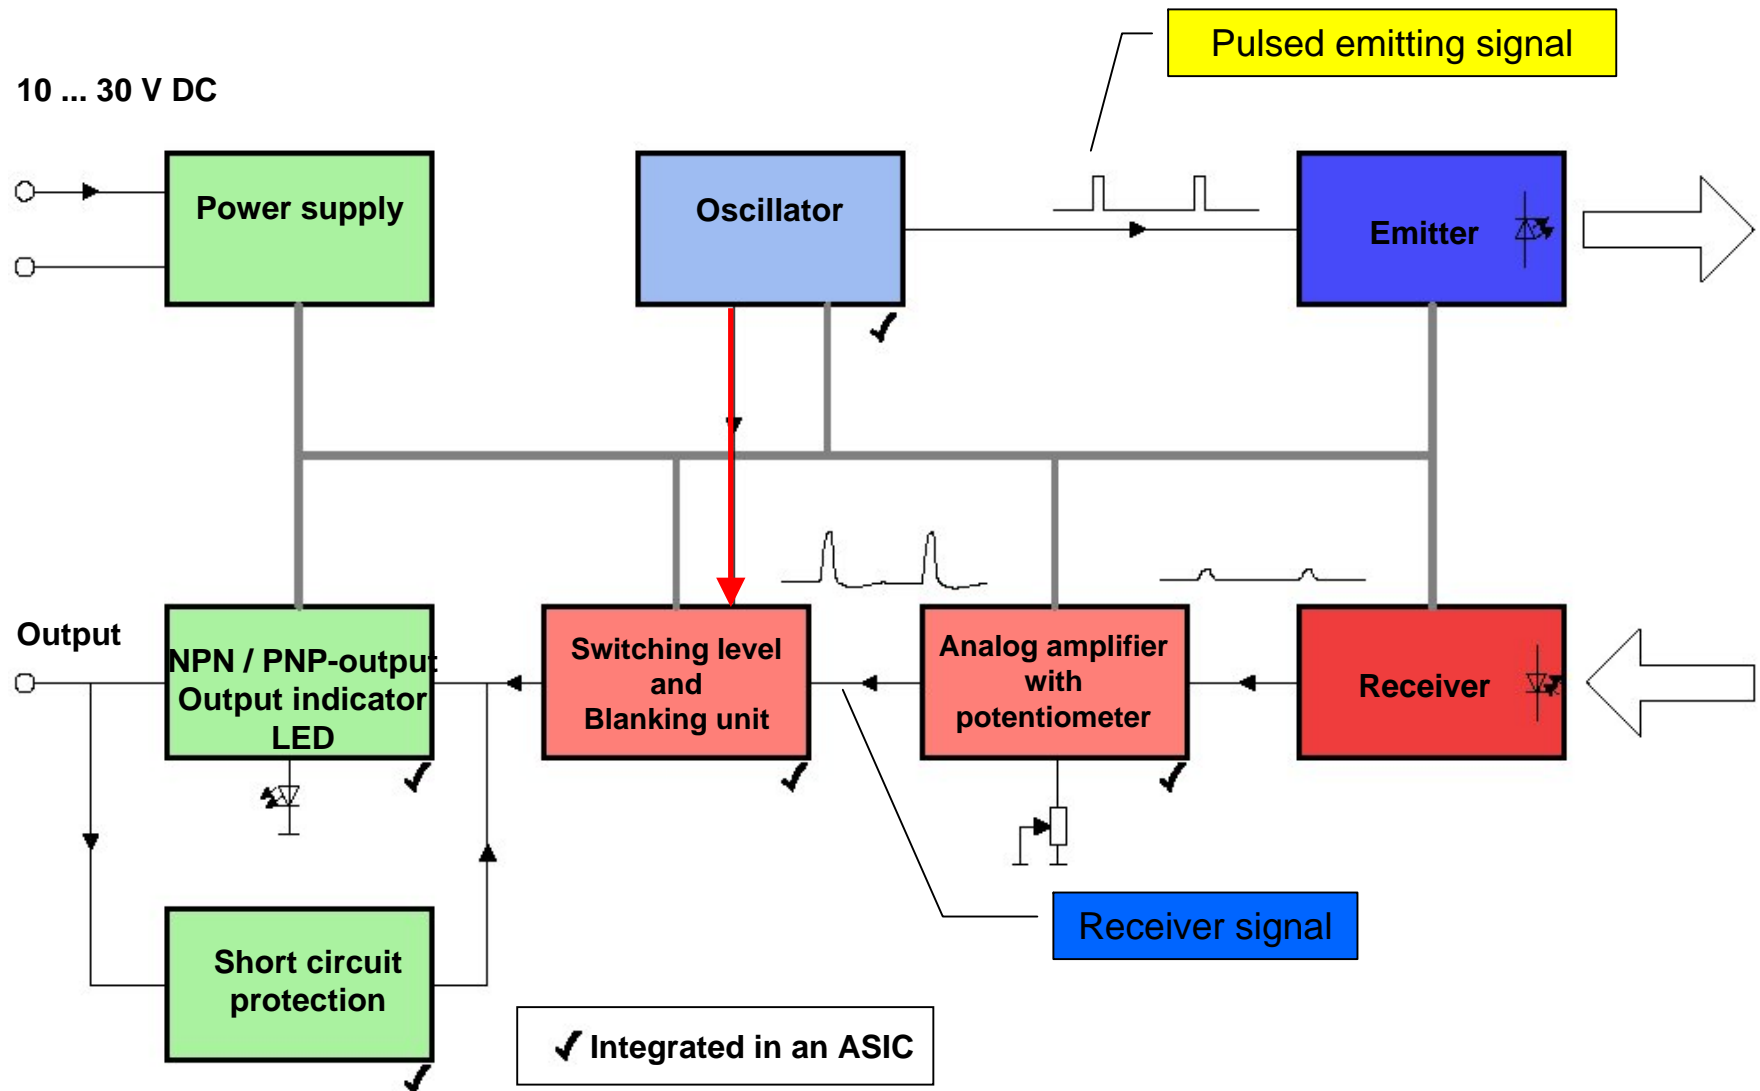 Pulsed emitting signal
10 ... 30 V DC
Power supply
Oscillator
Emitter
Output
NPN / PNP-output
Output indicator
LED
Switching level
and
Blanking unit
Analog amplifier
with
potentiometer
Receiver
Receiver signal
Short circuit
protection
✓ Integrated in an ASIC